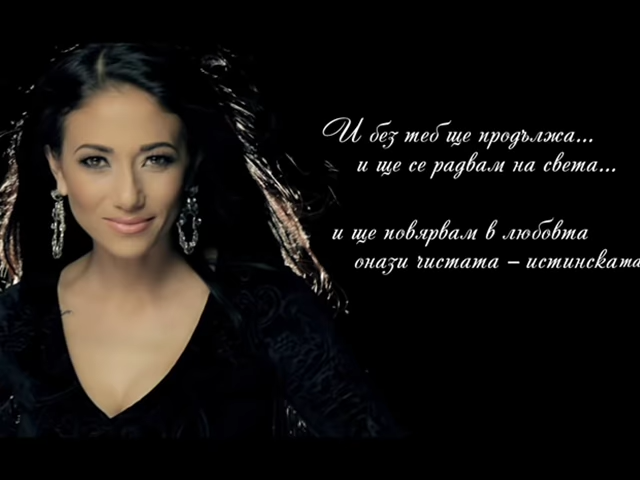 И без теб ще продължа...
и ще се радвам на света...
и ще повярвам в любовта
онази чистата – истинската